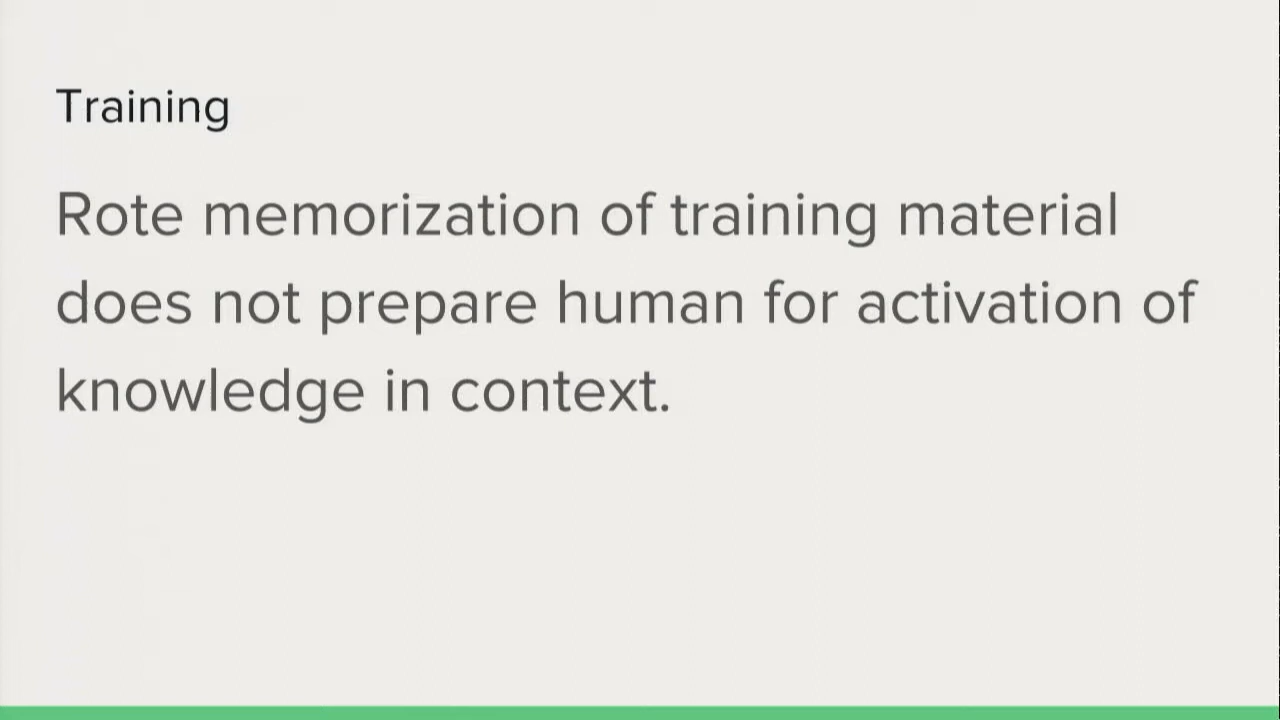 Training
Rote memorization of training material
does not prepare human for activation of
knowledge in context.